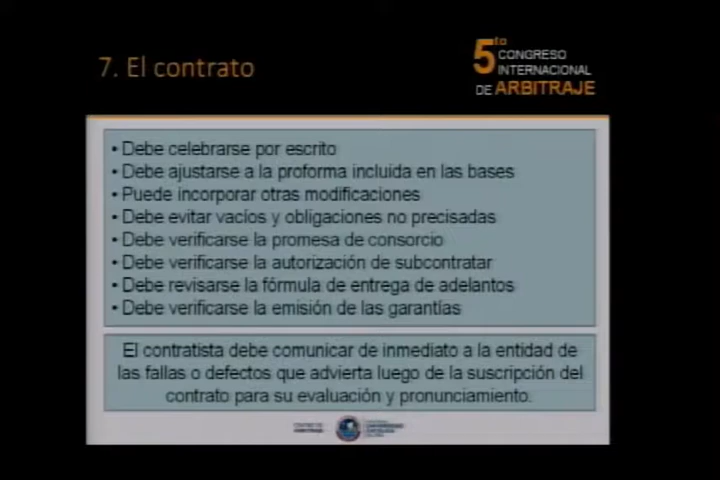 7. El contrato
5to
CONGRESO
INTERNACIONAL
DE ARBITRAJE
• Debe celebrarse por escrito
• Debe ajustarse a la proforma incluida en las bases
• Puede incorporar otras modificaciones
• Debe evitar vacíos y obligaciones no precisadas
• Debe verificarse la promesa de consorcio
• Debe verificarse la autorización de subcontratar
• Debe revisarse la fórmula de entrega de adelantos
• Debe verificarse la emisión de las garantías
El contratista debe comunicar de inmediato a la entidad de
las fallas o defectos que advierta luego de la suscripción del
contrato para su evaluación y pronunciamiento.